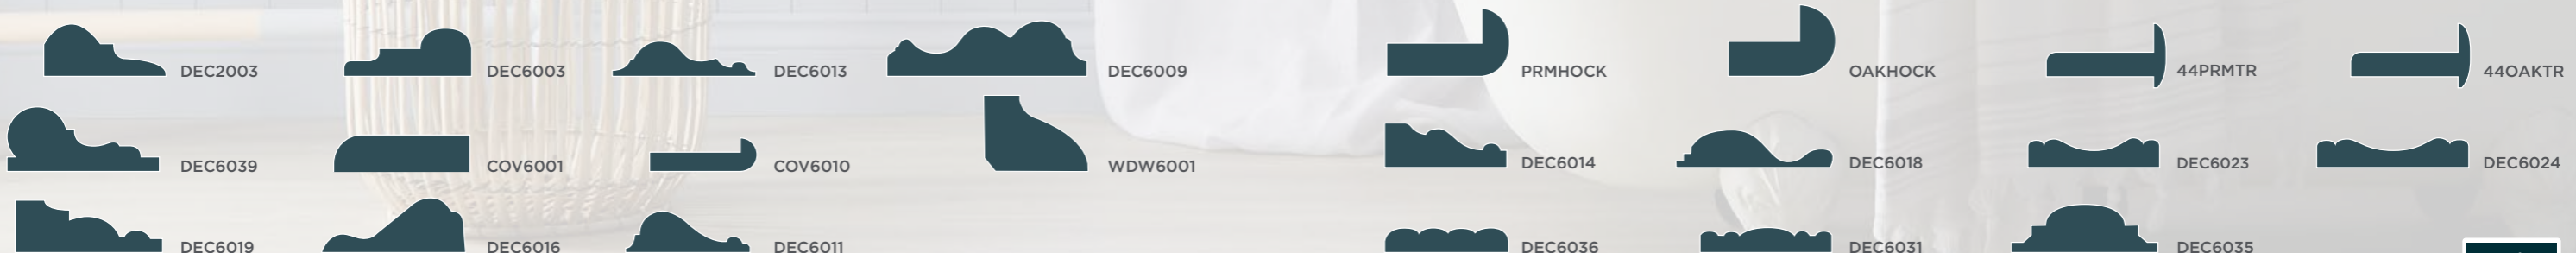 DEC2003 DEC6003 DEC6013 DEC6009 PRMHOCK OAKHOCK 44PRMTR 44OAKTR
DEC6039 COV6001 COV6010 WDW6001 DEC6014 DEC6018 DEC6023 DEC6024
DEC6019 DEC6016 DEC6011 DEC6036 DEC6031 DEC6035